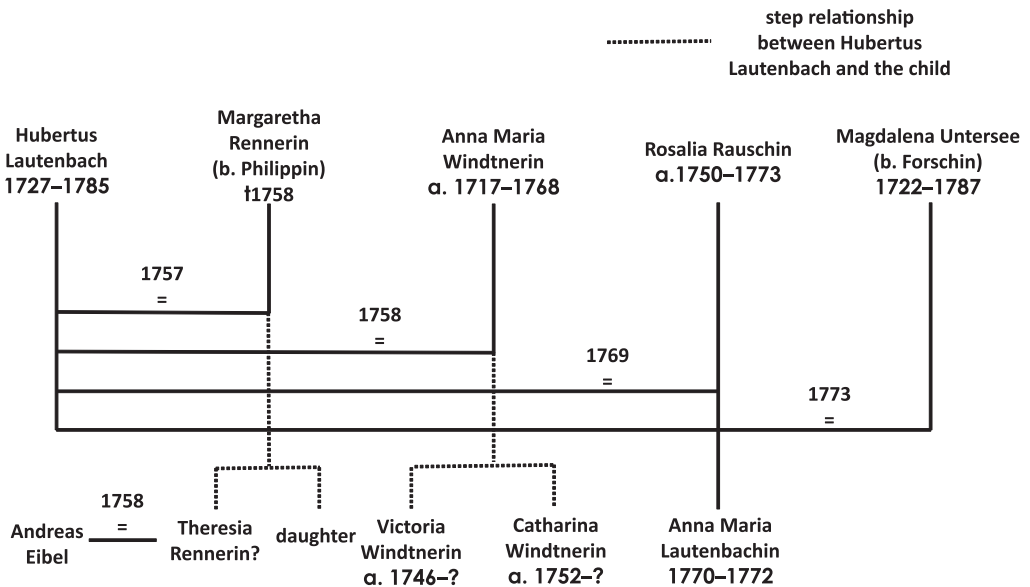 step relationship
between Hubertus
Lautenbach and the child
Hubertus
Lautenbach
1727–1785
Margaretha
Rennerin
(b. Philippin)
†1758
Anna Maria
Windtnerin
a. 1717–1768
Rosalia Rauschin
a.1750–1773
Magdalena Untersee
(b. Forschin)
1722–1787
1757
=
1758
=
1769
=
1773
=
Andreas
Eibel
1758
=
Theresia
Rennerin?
daughter
Victoria
Windtnerin
a. 1746–?
Catharina
Windtnerin
a. 1752–?
Anna Maria
Lautenbachin
1770–1772